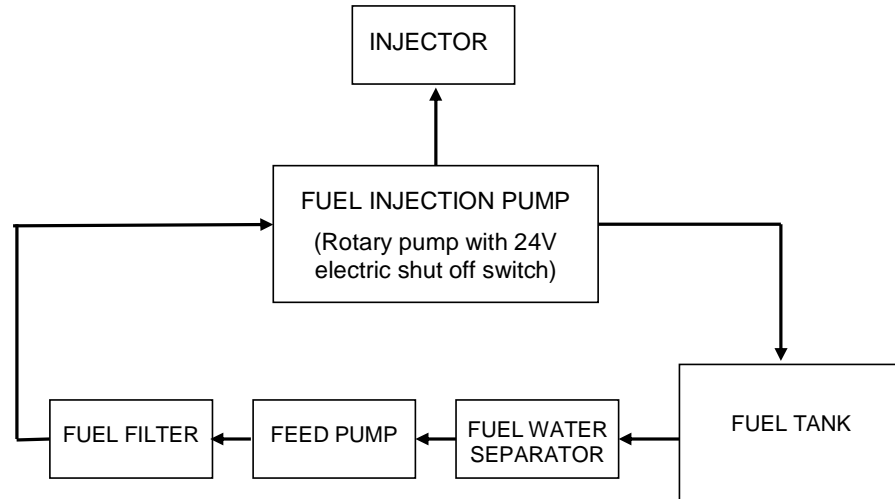 INJECTOR
FUEL INJECTION PUMP
(Rotary pump with 24V
electric shut off switch)
FUEL FILTER
FEED PUMP
FUEL WATER
SEPARATOR
FUEL TANK